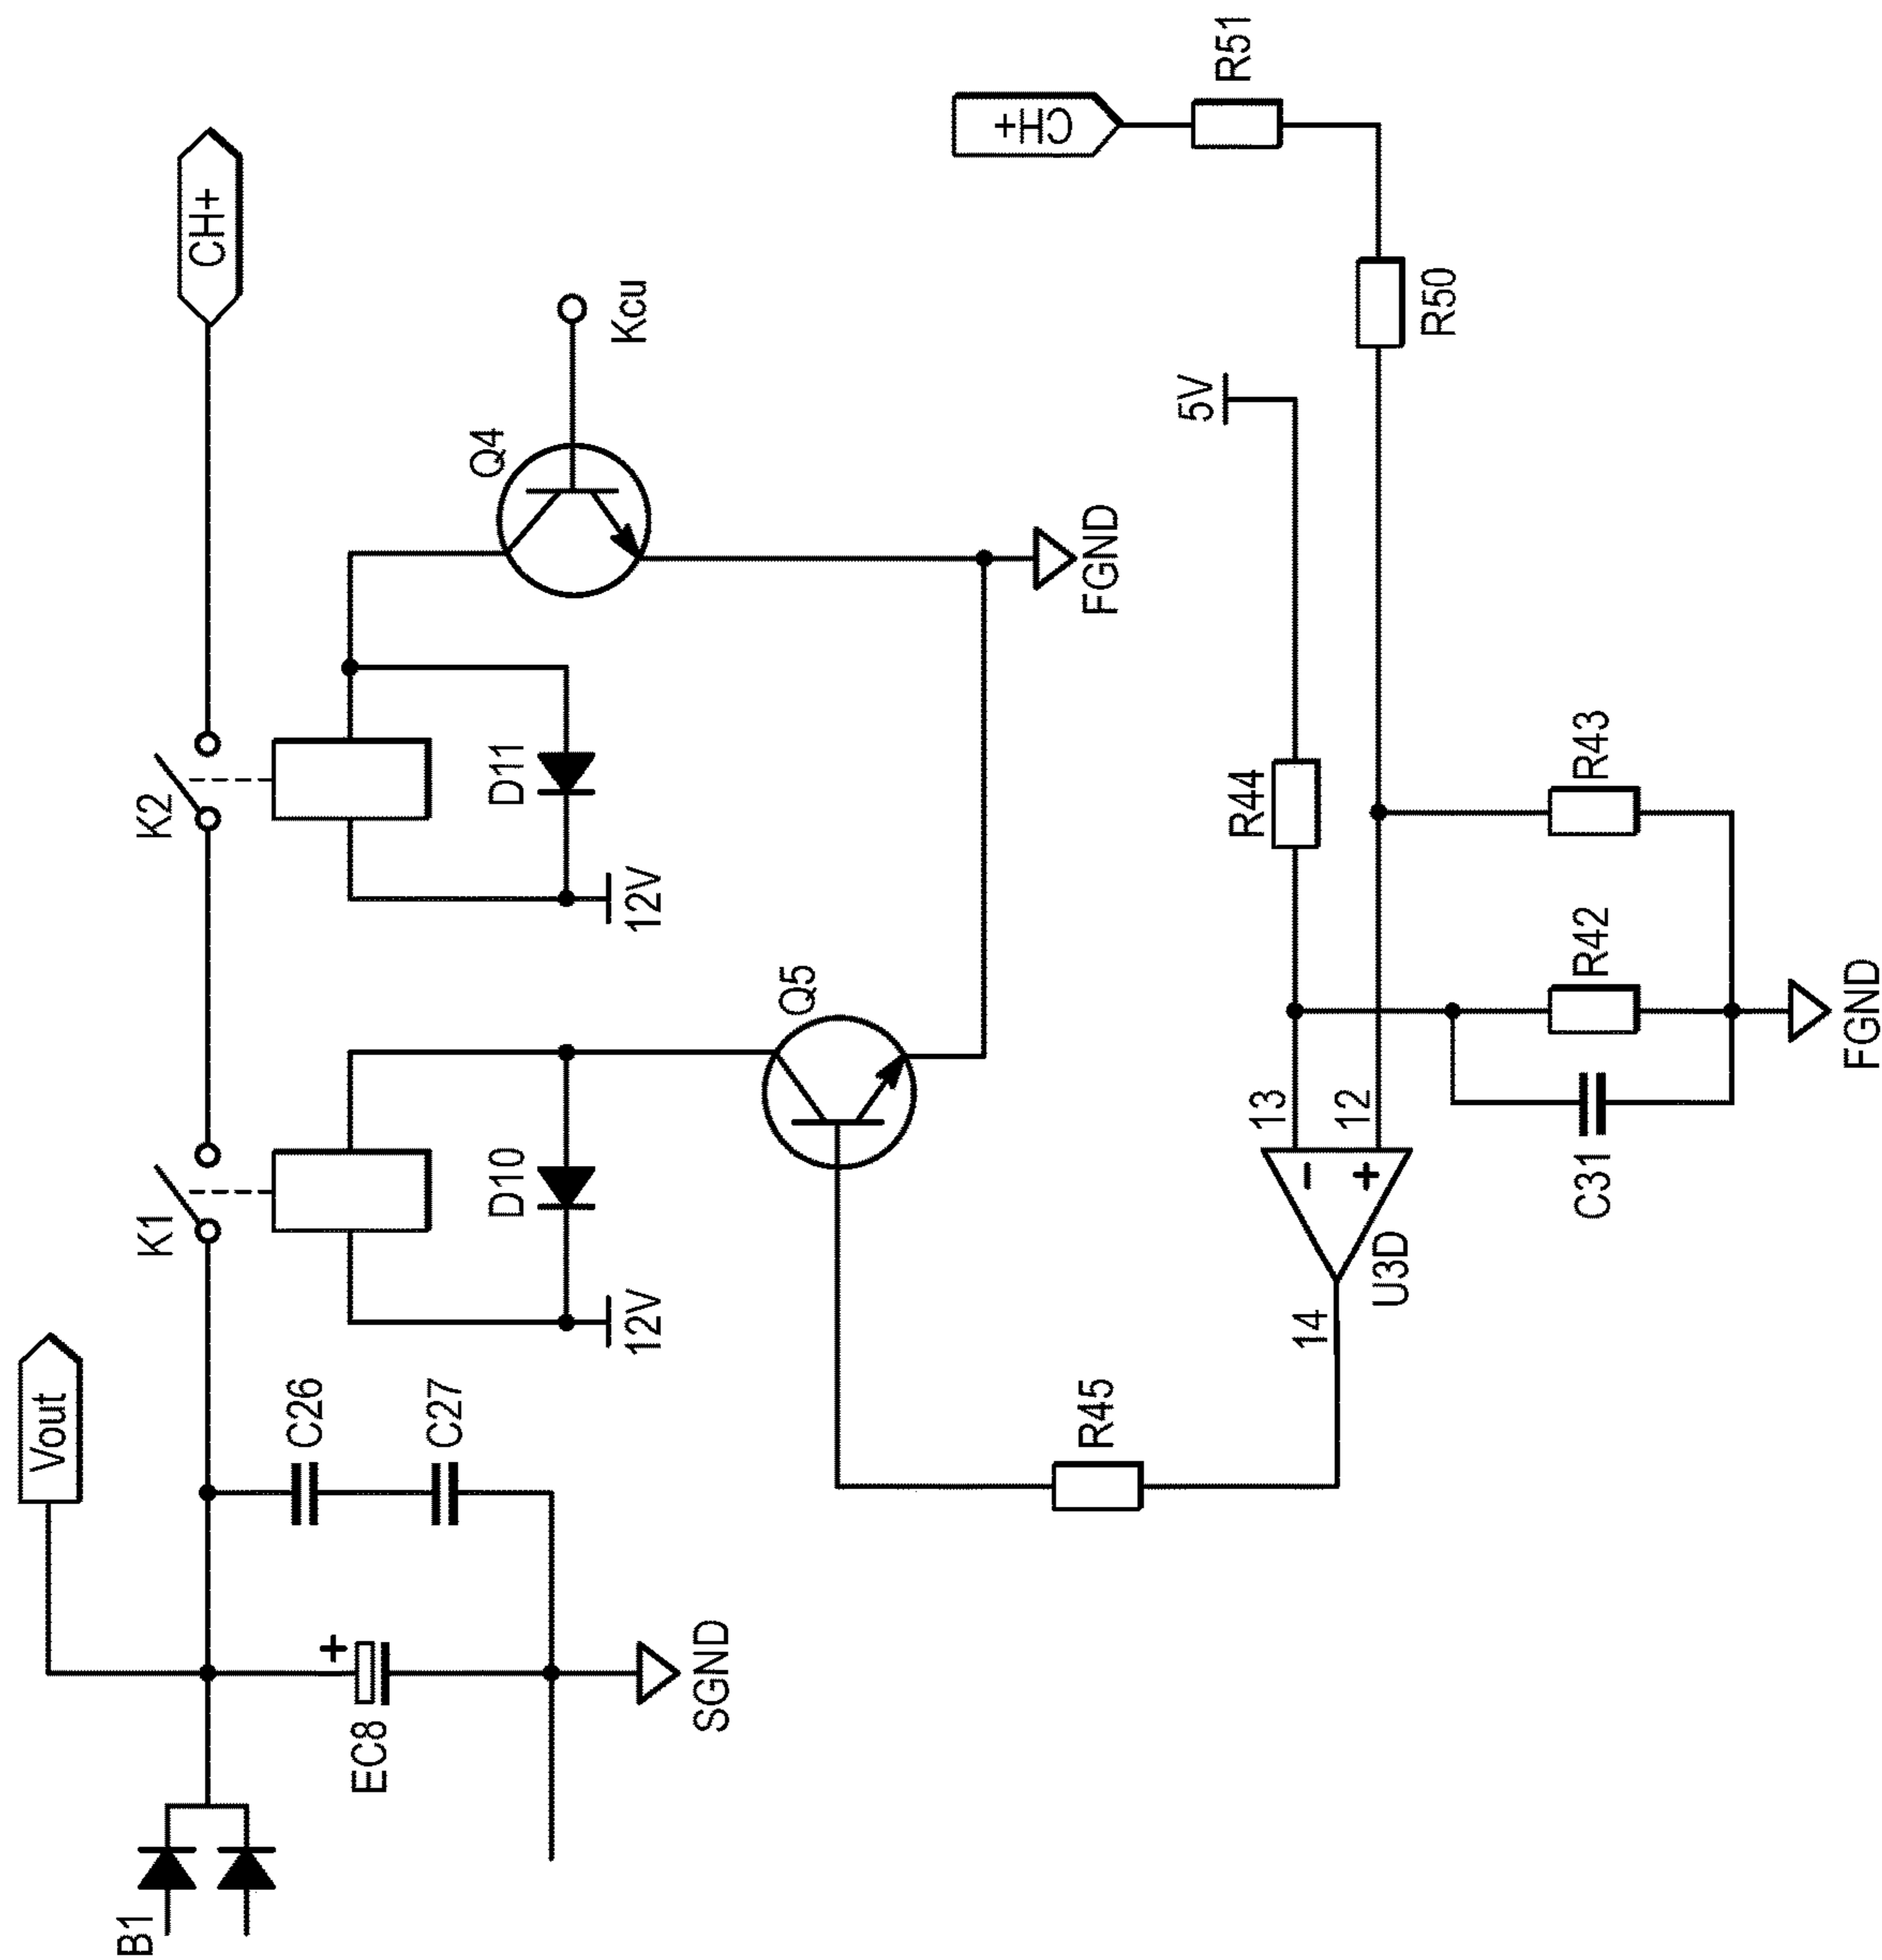 Vout
K1
K2
CH+
B1
EC8
+
C26
C27
SGND
12V
D10
12V
D11
Q4
Kcu
Q5
FGND
R45
14
U3D
13
12
-
+
R44
5V
CH+
R51
R50
C31
R42
R43
FGND